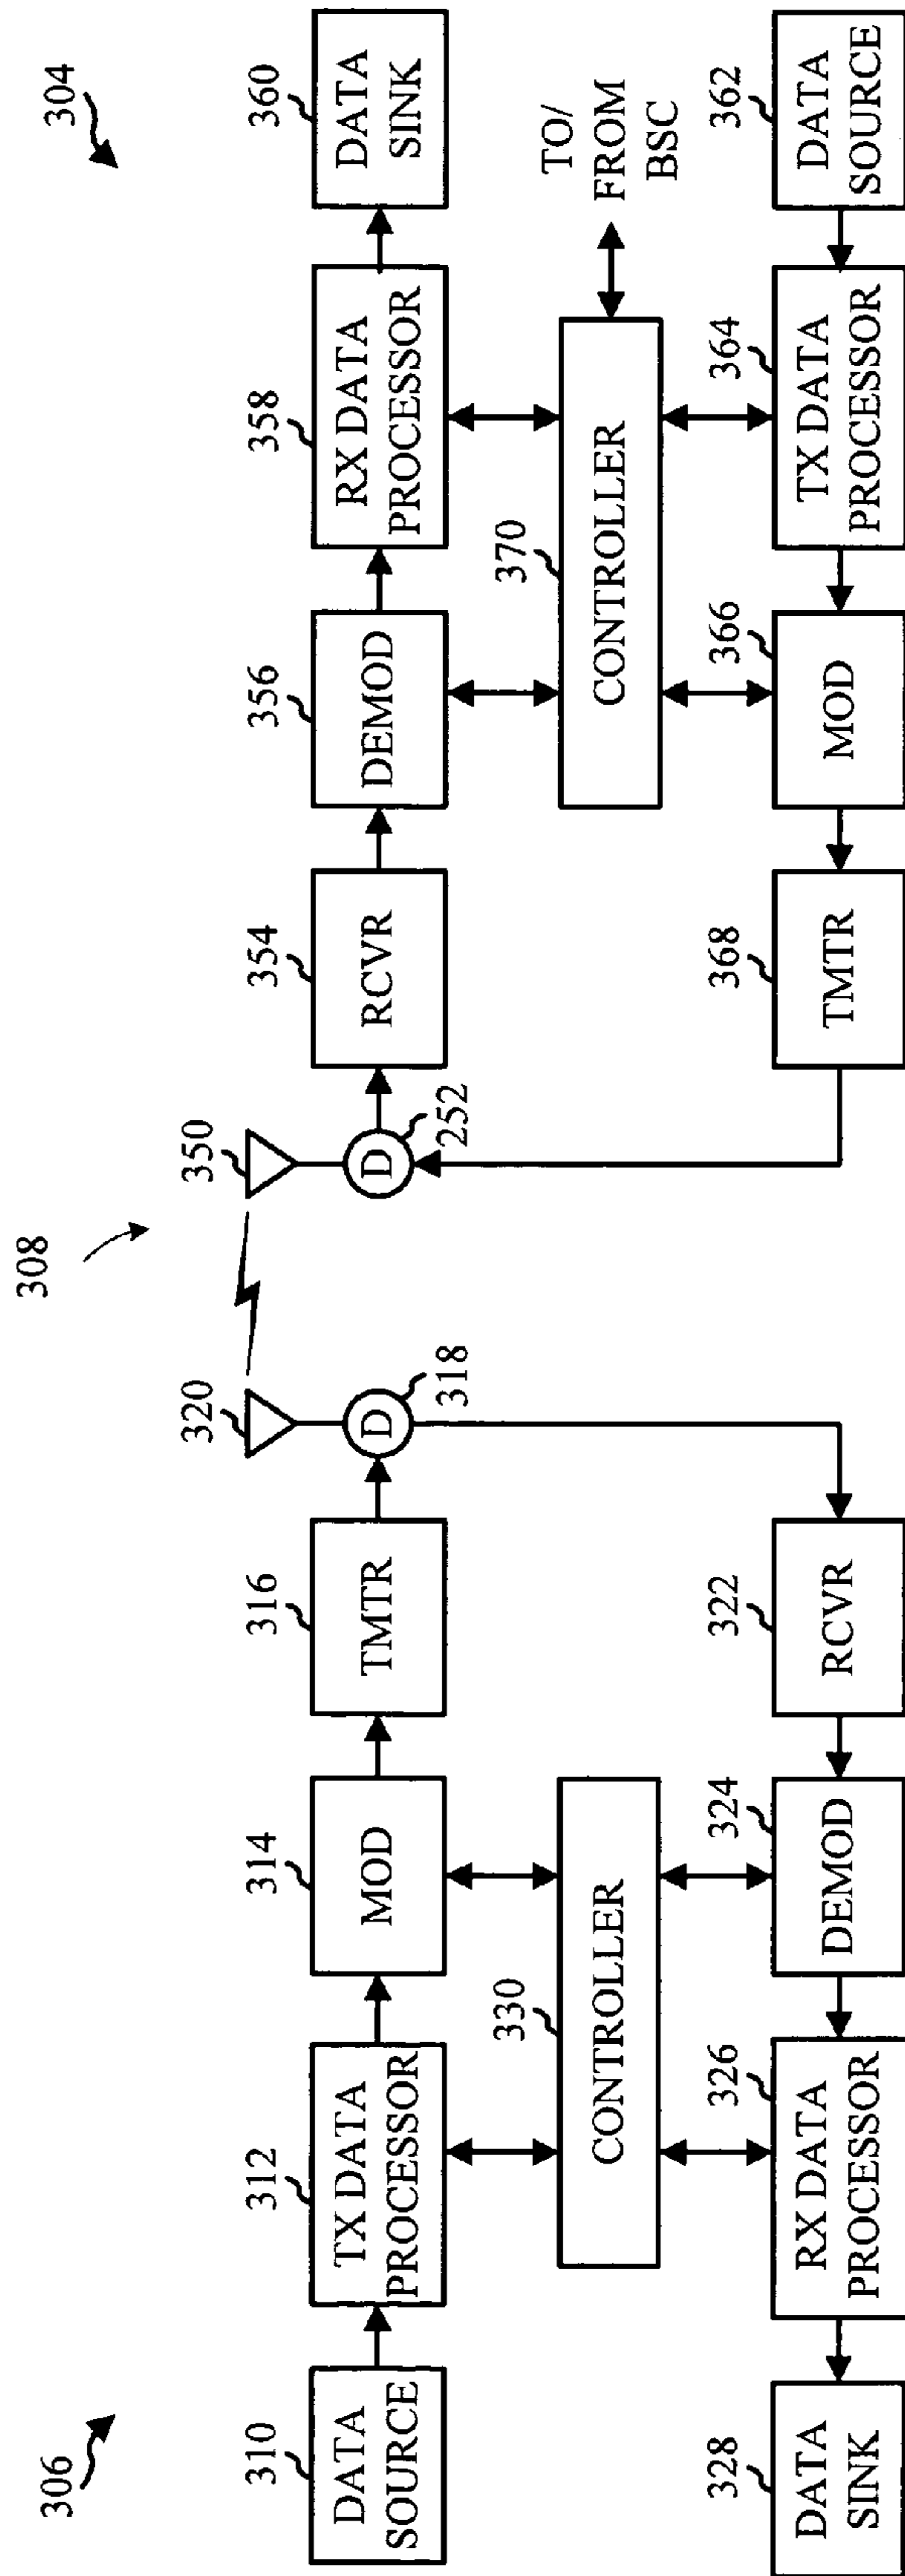 306
308
304
310
DATA
SOURCE
312
TX DATA
PROCESSOR
314
MOD
316
TMTR
320
D
318
350
D
252
354
RCVR
356
DEMOD
358
RX DATA
PROCESSOR
360
DATA
SINK
330
CONTROLLER
370
CONTROLLER
TO/
FROM
BSC
328
DATA
SINK
326
RX DATA
PROCESSOR
324
DEMOD
322
RCVR
368
TMTR
366
MOD
364
TX DATA
PROCESSOR
362
DATA
SOURCE